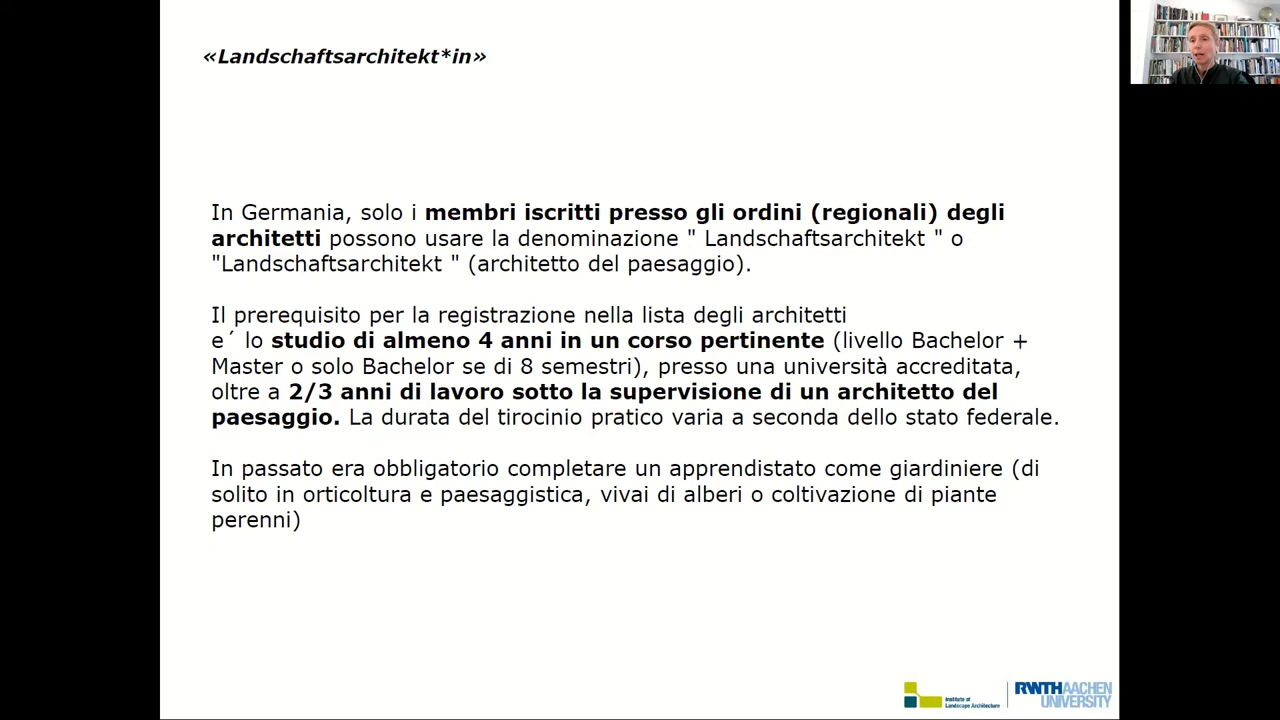 «Landschaftsarchitekt*in»
In Germania, solo i membri iscritti presso gli ordini (regionali) degli
architetti possono usare la denominazione " Landschaftsarchitekt " o
"Landschaftsarchitekt " (architetto del paesaggio).
Il prerequisito per la registrazione nella lista degli architetti
e´ lo studio di almeno 4 anni in un corso pertinente (livello Bachelor +
Master o solo Bachelor se di 8 semestri), presso una università accreditata,
oltre a 2/3 anni di lavoro sotto la supervisione di un architetto del
paesaggio. La durata del tirocinio pratico varia a seconda dello stato federale.
In passato era obbligatorio completare un apprendistato come giardiniere (di
solito in orticoltura e paesaggistica, vivai di alberi o coltivazione di piante
perenni)
Institute of
Landscape Architecture
RWTHAACHEN
UNIVERSITY